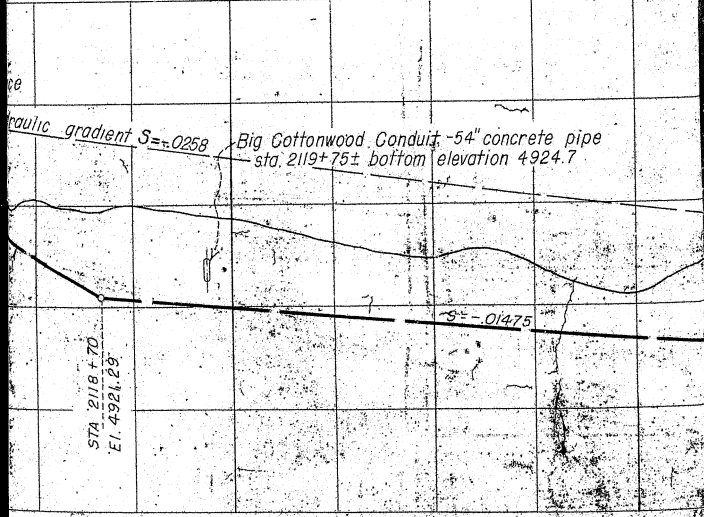 ce
raulic gradient S=-.0258
Big Cottonwood Conduit -54" concrete pipe
sta. 2119+75± bottom elevation 4924.7
S=-.01475
STA 2118+70
El. 4921.29